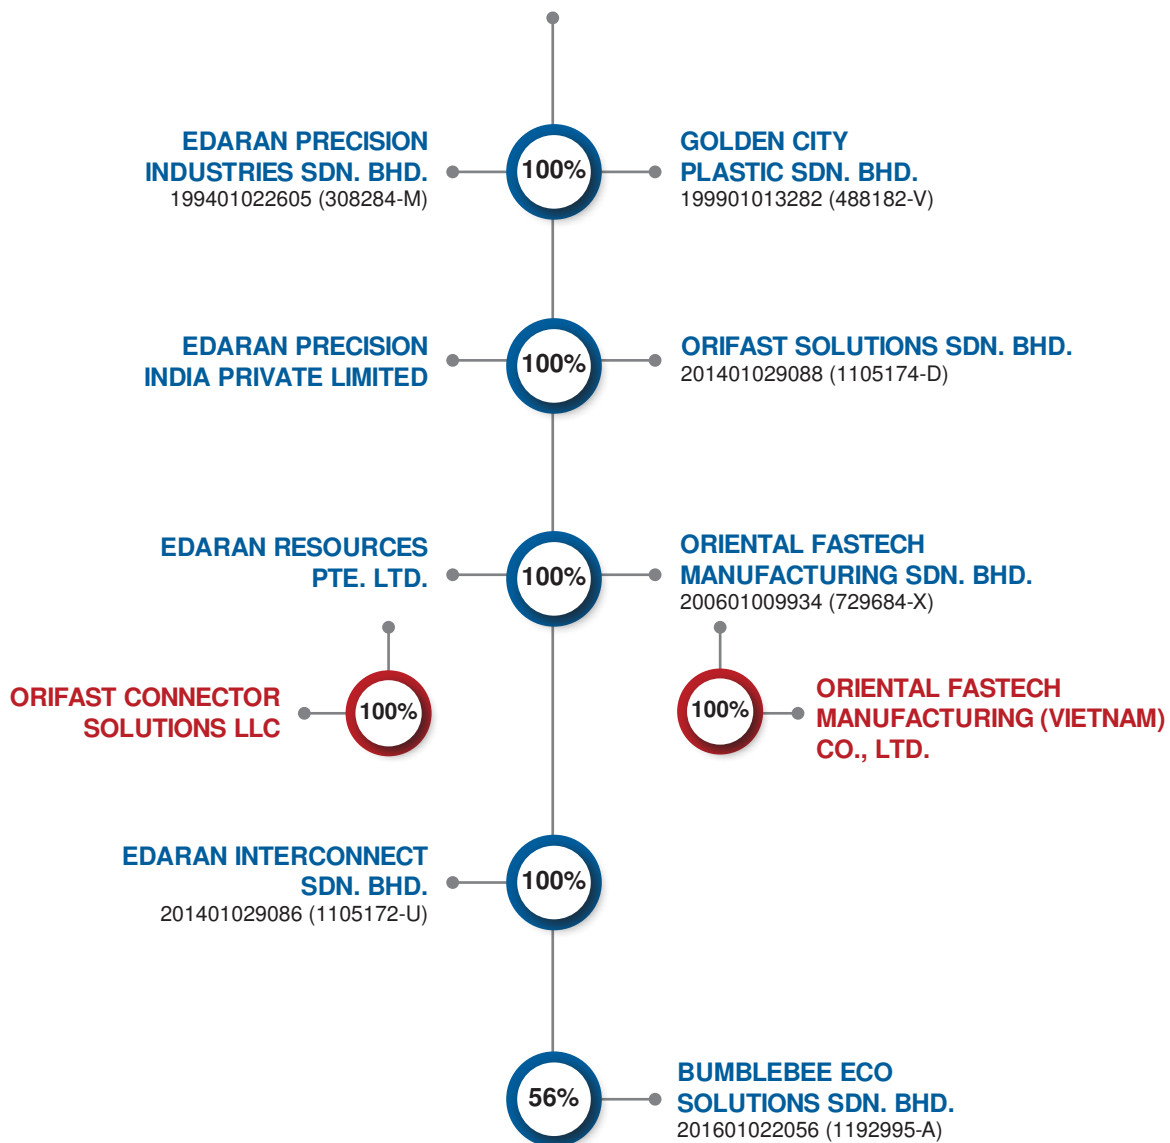 EDARAN PRECISION
INDUSTRIES SDN. BHD.
199401022605 (308284-M)
100%
GOLDEN CITY
PLASTIC SDN. BHD.
199901013282 (488182-V)
EDARAN PRECISION
INDIA PRIVATE LIMITED
100%
ORIFAST SOLUTIONS SDN. BHD.
201401029088 (1105174-D)
EDARAN RESOURCES
PTE. LTD.
100%
ORIENTAL FASTECH
MANUFACTURING SDN. BHD.
200601009934 (729684-X)
ORIFAST CONNECTOR
SOLUTIONS LLC
100%
100%
ORIENTAL FASTECH
MANUFACTURING (VIETNAM)
CO., LTD.
EDARAN INTERCONNECT
SDN. BHD.
201401029086 (1105172-U)
100%
56%
BUMBLEBEE ECO
SOLUTIONS SDN. BHD.
201601022056 (1192995-A)